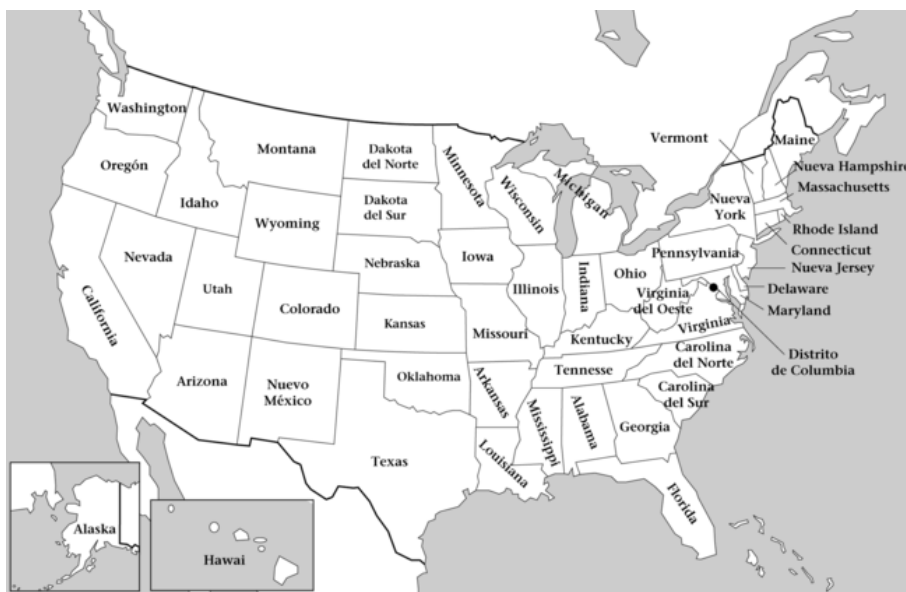 Washington
Oregón
Idaho
Montana
Dakota
del Norte
Dakota
del Sur
Wyoming
Nebraska
Nevada
Utah
Colorado
Kansas
California
Arizona
Nuevo
México
Oklahoma
Texas
Minnesota
Wisconsin
Michigan
Iowa
Illinois
Indiana
Ohio
Missouri
Kentucky
Tennesse
Arkansas
Louisiana
Mississippi
Alabama
Georgia
Florida
Carolina
del Sur
Carolina
del Norte
Virginia
Virginia
del Oeste
Pennsylvania
Nueva
York
Vermont
Maine
Nueva Hampshire
Massachusetts
Rhode Island
Connecticut
Nueva Jersey
Delaware
Maryland
Distrito
de Columbia
Alaska
Hawai